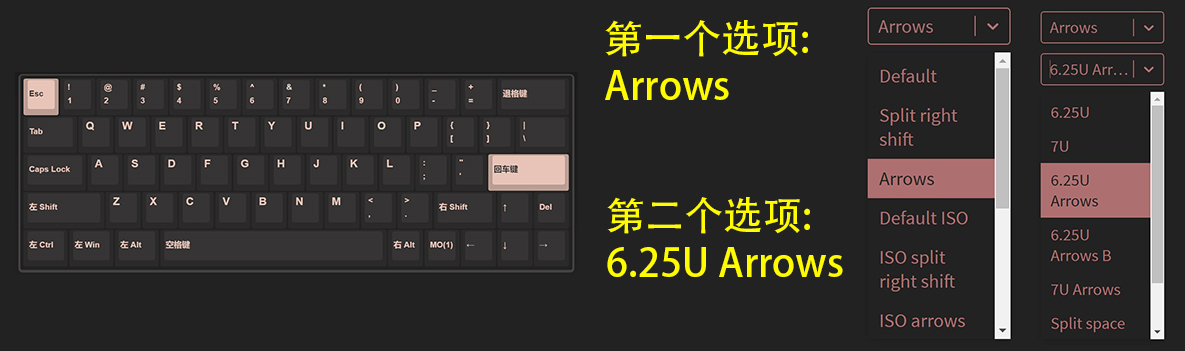 Esc ! 1 @ 2 # 3 $ 4 % 5 ^ 6 & 7 * 8 ( 9 ) 0 _ - + = 退格键
Tab Q W E R T Y U I O P { [ } ] | \
Caps Lock A S D F G H J K L : ; " ' 回车键
左 Shift Z X C V B N M < , > . 右 Shift ↑ Del
左 Ctrl 左 Win 左 Alt 空格键 右 Alt MO(1) ← ↓ →
第一个选项:
Arrows
第二个选项:
6.25U Arrows
Arrows
Default
Split right
shift
Arrows
Default ISO
ISO split
right shift
ISO arrows
Arrows
6.25U Arr...
6.25U
7U
6.25U
Arrows
6.25U
Arrows B
7U Arrows
Split space